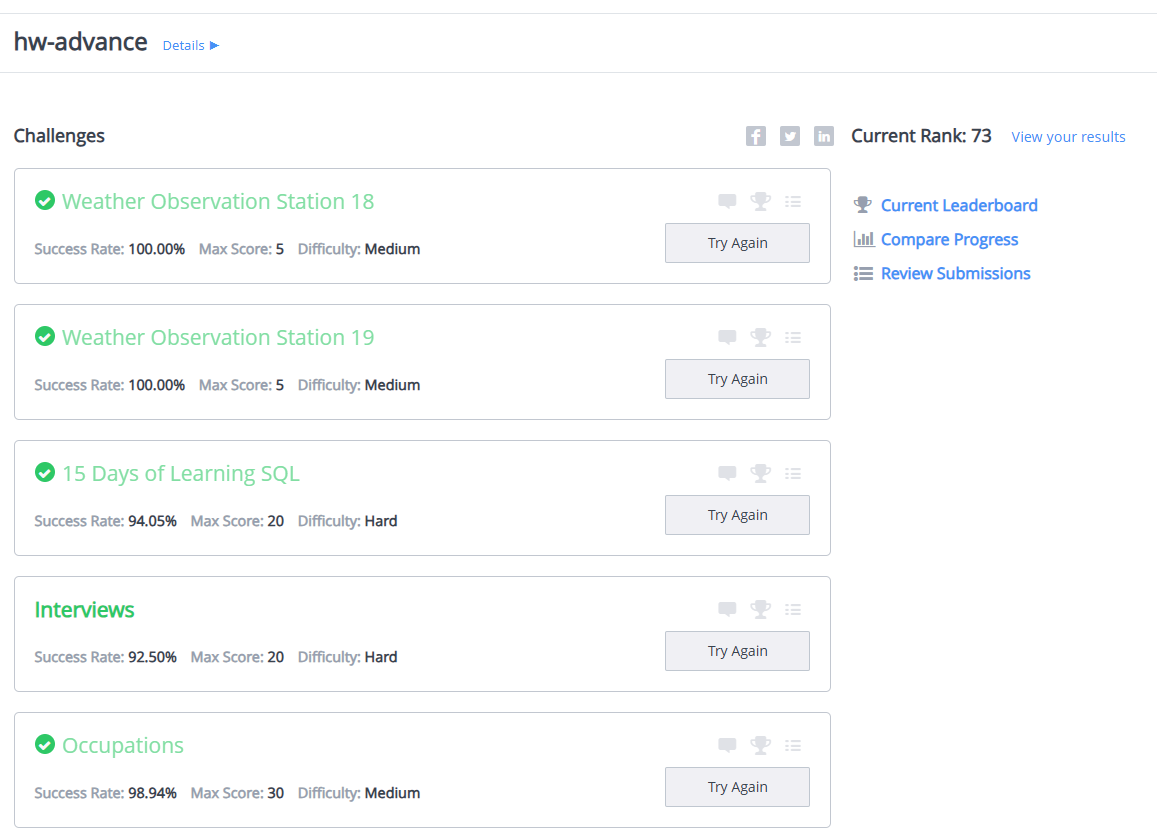 hw-advance Details ▶
Challenges
Current Rank: 73 View your results
Weather Observation Station 18
Success Rate: 100.00% Max Score: 5 Difficulty: Medium
Try Again
Current Leaderboard
Compare Progress
Review Submissions
Weather Observation Station 19
Success Rate: 100.00% Max Score: 5 Difficulty: Medium
Try Again
15 Days of Learning SQL
Success Rate: 94.05% Max Score: 20 Difficulty: Hard
Try Again
Interviews
Success Rate: 92.50% Max Score: 20 Difficulty: Hard
Try Again
Occupations
Success Rate: 98.94% Max Score: 30 Difficulty: Medium
Try Again